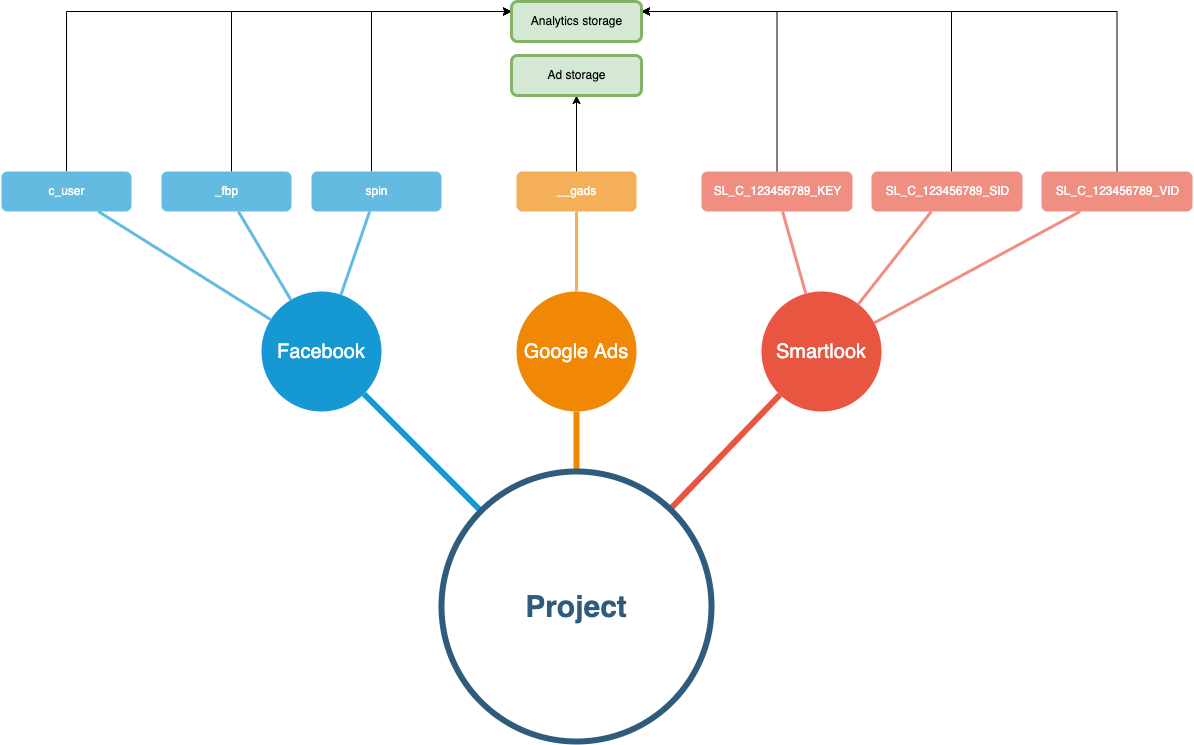 Analytics storage
Ad storage
c_user
_fbp
spin
__gads
SL_C_123456789_KEY
SL_C_123456789_SID
SL_C_123456789_VID
Facebook
Google Ads
Smartlook
Project